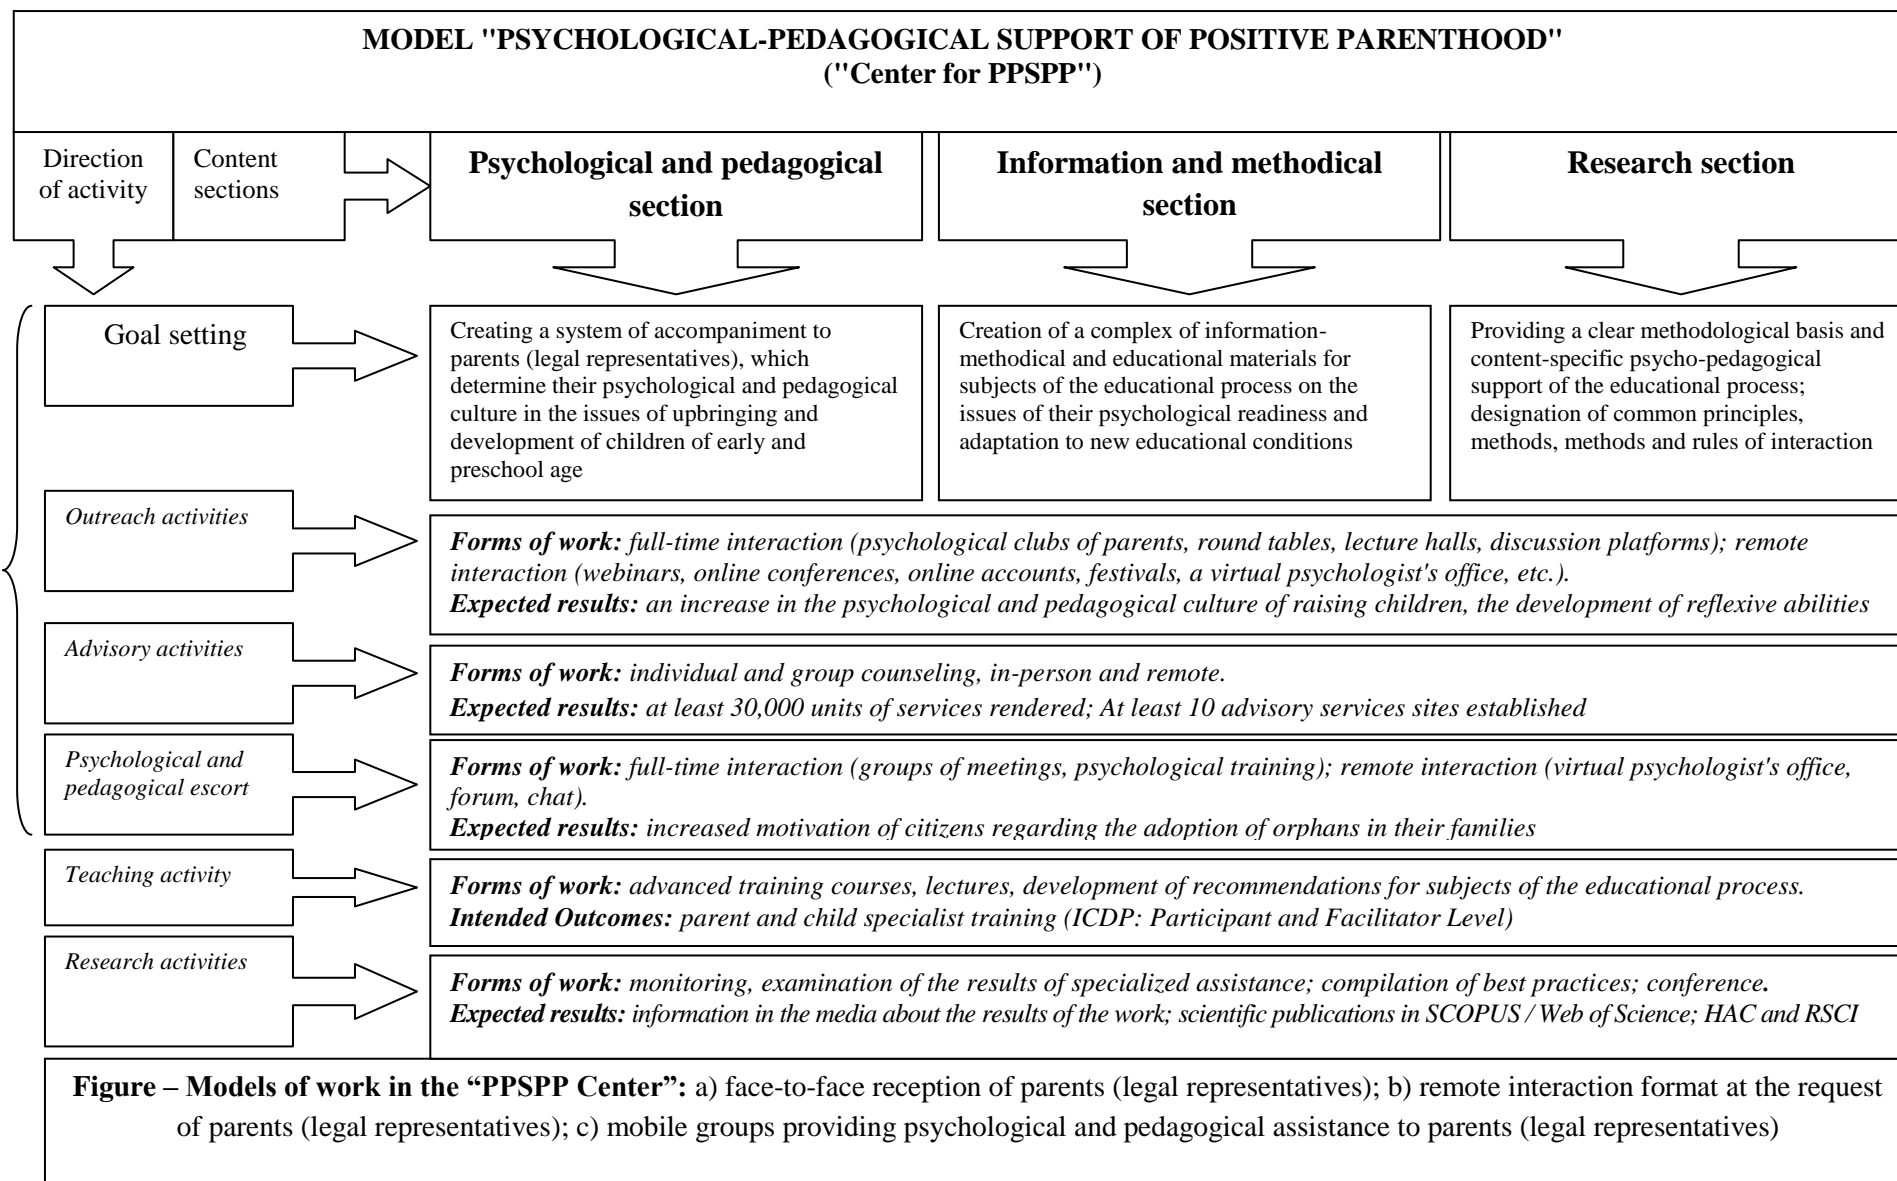 MODEL "PSYCHOLOGICAL-PEDAGOGICAL SUPPORT OF POSITIVE PARENTHOOD"
("Center for PPSPP")
Direction
of activity
Content
sections
Psychological and pedagogical
section
Information and methodical
section
Research section
Goal setting
Creating a system of accompaniment to
parents (legal representatives), which
determine their psychological and pedagogical
culture in the issues of upbringing and
development of children of early and
preschool age
Creation of a complex of information-
methodical and educational materials for
subjects of the educational process on the
issues of their psychological readiness and
adaptation to new educational conditions
Providing a clear methodological basis and
content-specific psycho-pedagogical
support of the educational process;
designation of common principles,
methods, methods and rules of interaction
Outreach activities
Forms of work: full-time interaction (psychological clubs of parents, round tables, lecture halls, discussion platforms); remote
interaction (webinars, online conferences, online accounts, festivals, a virtual psychologist's office, etc.).
Expected results: an increase in the psychological and pedagogical culture of raising children, the development of reflexive abilities
Advisory activities
Forms of work: individual and group counseling, in-person and remote.
Expected results: at least 30,000 units of services rendered; At least 10 advisory services sites established
Psychological and
pedagogical escort
Forms of work: full-time interaction (groups of meetings, psychological training); remote interaction (virtual psychologist's office,
forum, chat).
Expected results: increased motivation of citizens regarding the adoption of orphans in their families
Teaching activity
Forms of work: advanced training courses, lectures, development of recommendations for subjects of the educational process.
Intended Outcomes: parent and child specialist training (ICDP: Participant and Facilitator Level)
Research activities
Forms of work: monitoring, examination of the results of specialized assistance; compilation of best practices; conference.
Expected results: information in the media about the results of the work; scientific publications in SCOPUS / Web of Science; HAC and RSCI
Figure – Models of work in the “PPSPP Center”: a) face-to-face reception of parents (legal representatives); b) remote interaction format at the request
of parents (legal representatives); c) mobile groups providing psychological and pedagogical assistance to parents (legal representatives)